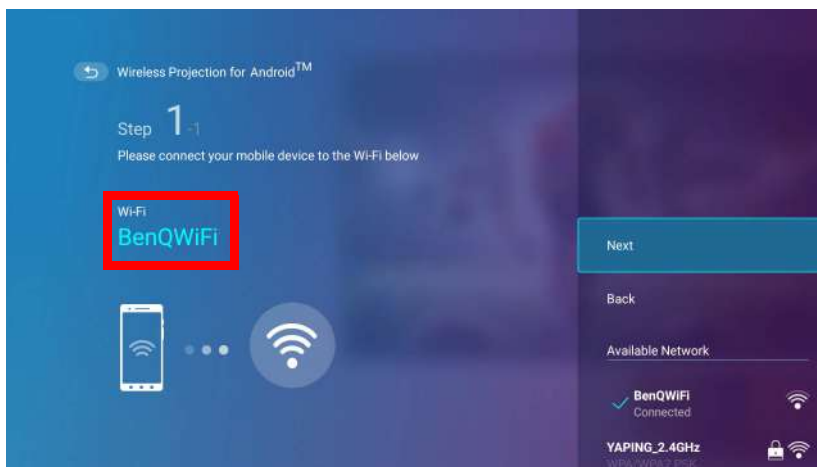 Wireless Projection for Android™
Step 1-1
Please connect your mobile device to the Wi-Fi below
Wi-Fi
BenQWiFi
Next
Back
Available Network
BenQWiFi
Connected
YAPING_2.4GHz